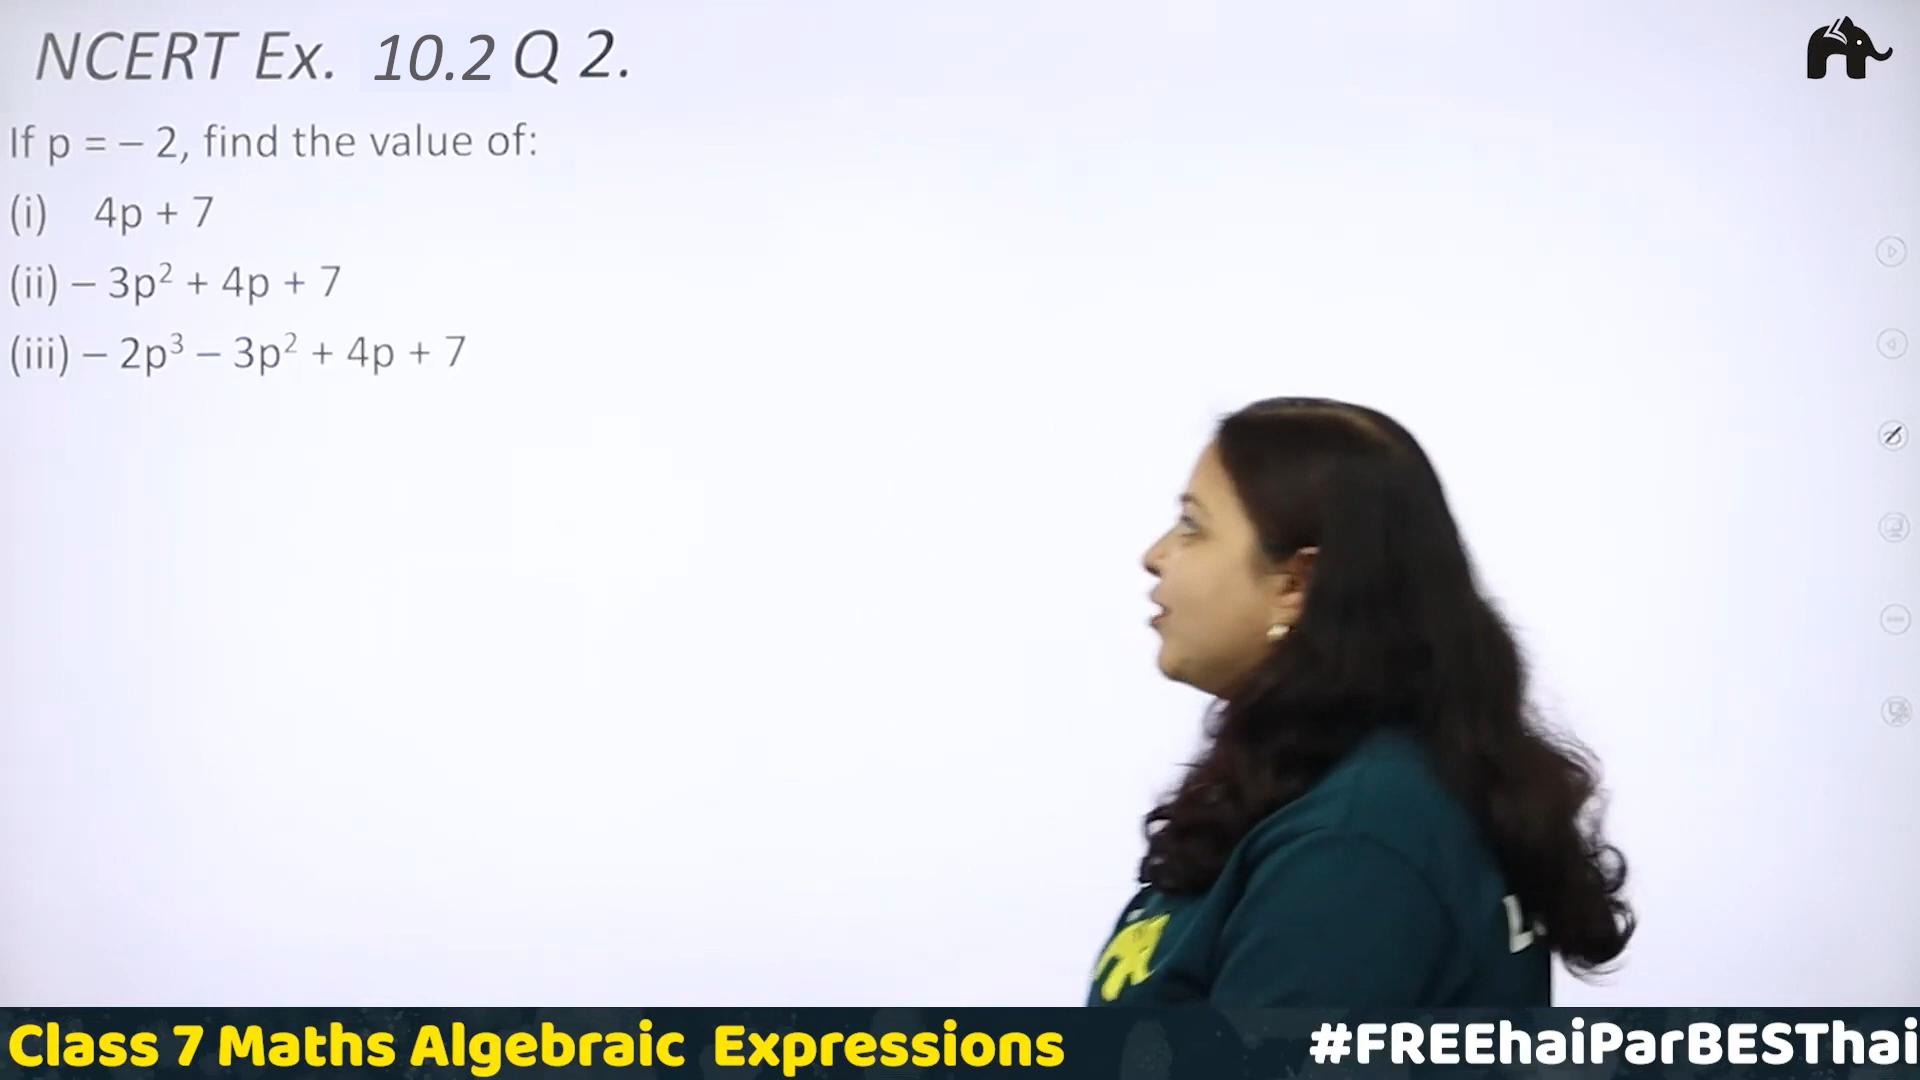 NCERT Ex. 10.2 Q 2.
If p = – 2, find the value of:
(i) 4p + 7
(ii) – 3p² + 4p + 7
(iii) – 2p³ – 3p² + 4p + 7
Class 7 Maths Algebraic Expressions
#FREEhaiParBESThai